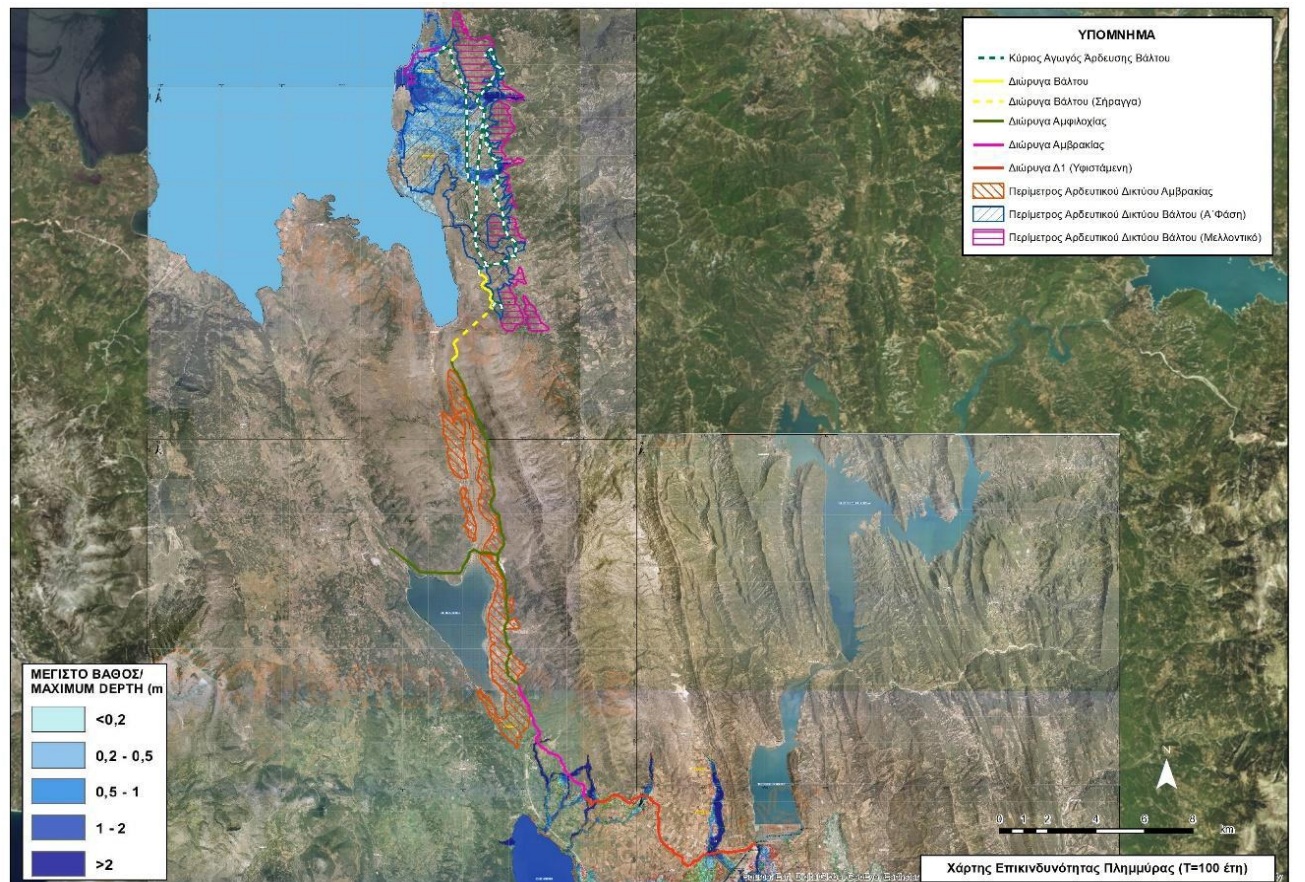 ΥΠΟΜΝΗΜΑ
Κύριος Αγωγός Άρδευσης Βάλτου
Διώρυγα Βάλτου
Διώρυγα Βάλτου (Σήραγγα)
Διώρυγα Αμφιλοχίας
Διώρυγα Αμβρακίας
Διώρυγα Δ1 (Υφιστάμενη)
Περίμετρος Αρδευτικού Δικτύου Αμβρακίας
Περίμετρος Αρδευτικού Δικτύου Βάλτου (Α΄Φάση)
Περίμετρος Αρδευτικού Δικτύου Βάλτου (Μελλοντικό)
ΜΕΓΙΣΤΟ ΒΑΘΟΣ/
MAXIMUM DEPTH (m
<0,2
0,2 - 0,5
0,5 - 1
1 - 2
>2
N
0 1 2 4 6 8
km
Χάρτης Επικινδυνότητας Πλημμύρας (Τ=100 έτη)